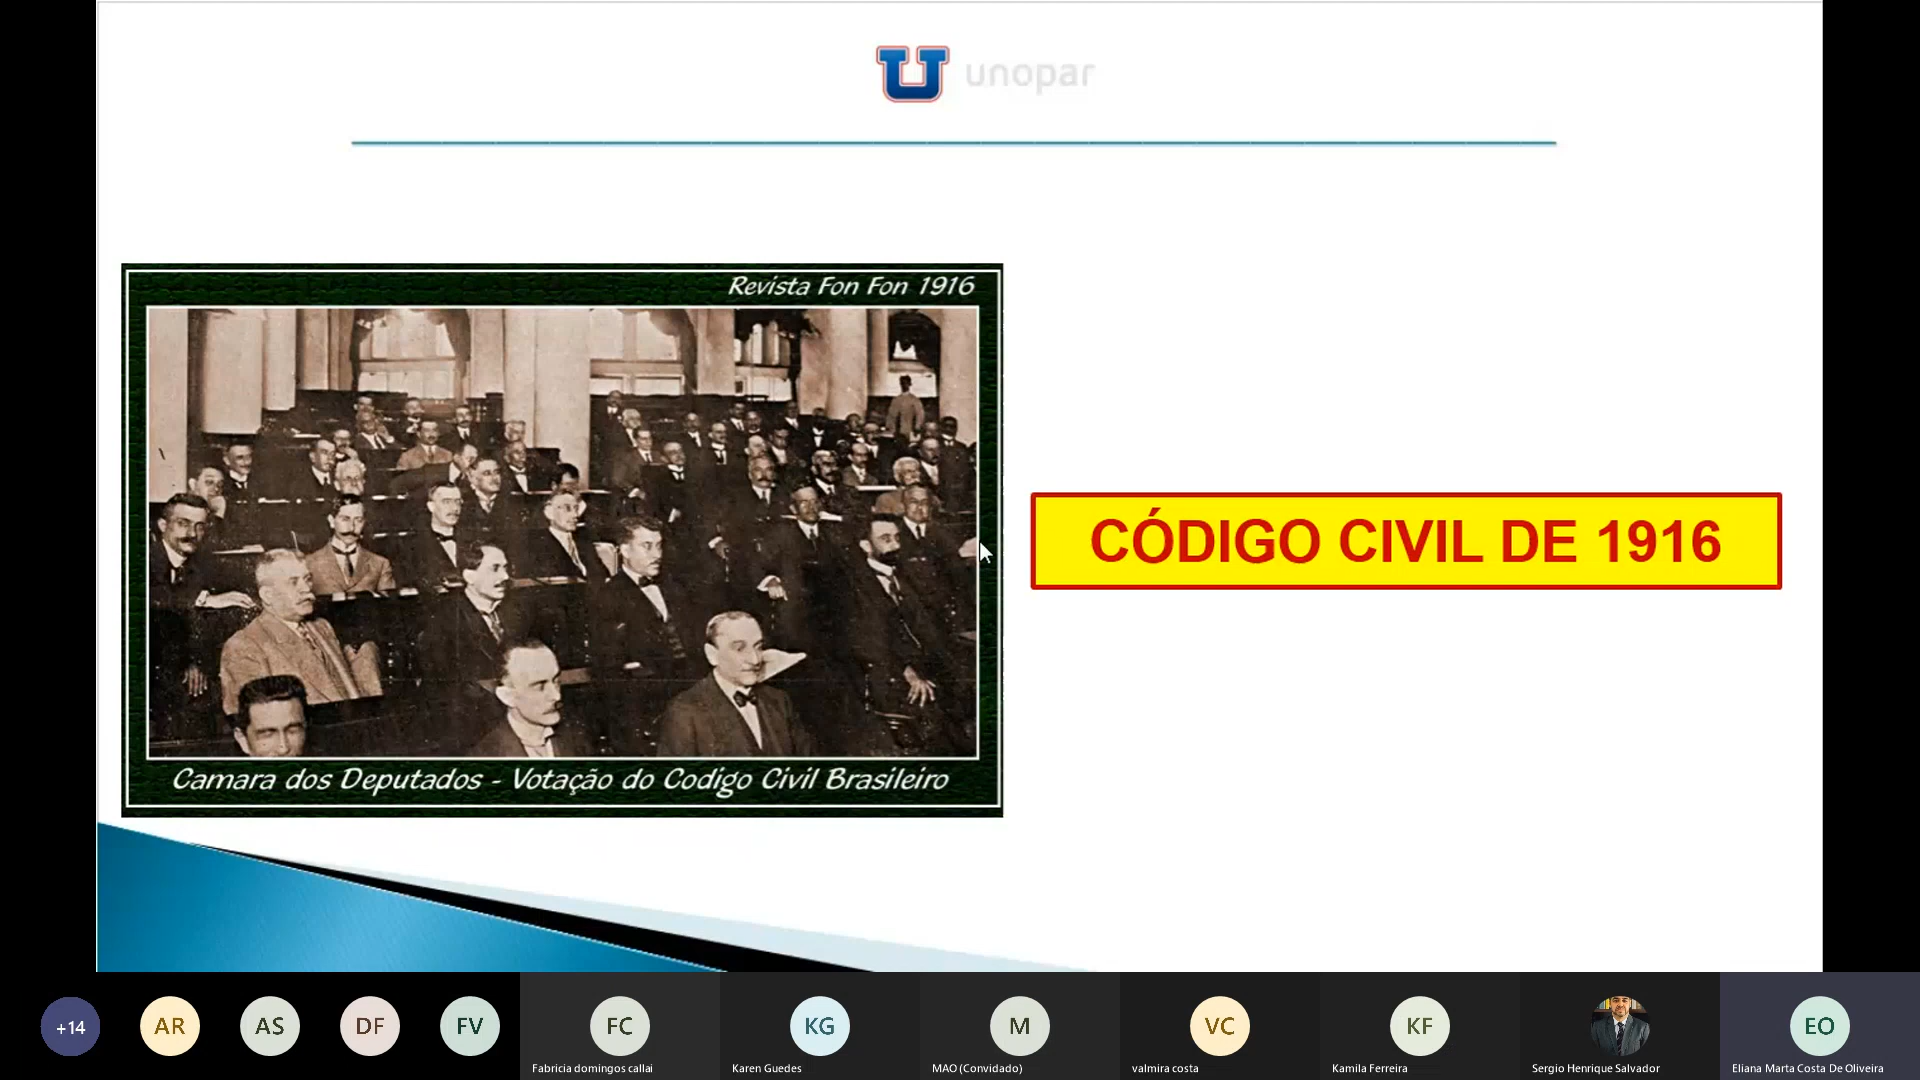 unopar
Revista Fon Fon 1916
Camara dos Deputados - Votação do Codigo Civil Brasileiro
CÓDIGO CIVIL DE 1916
+14
AR
AS
DF
FV
FC
KG
M
VC
KF
EO
Fabricia domingos callai
Karen Guedes
MAO (Convidado)
valmira costa
Kamila Ferreira
Sergio Henrique Salvador
Eliana Marta Costa De Oliveira